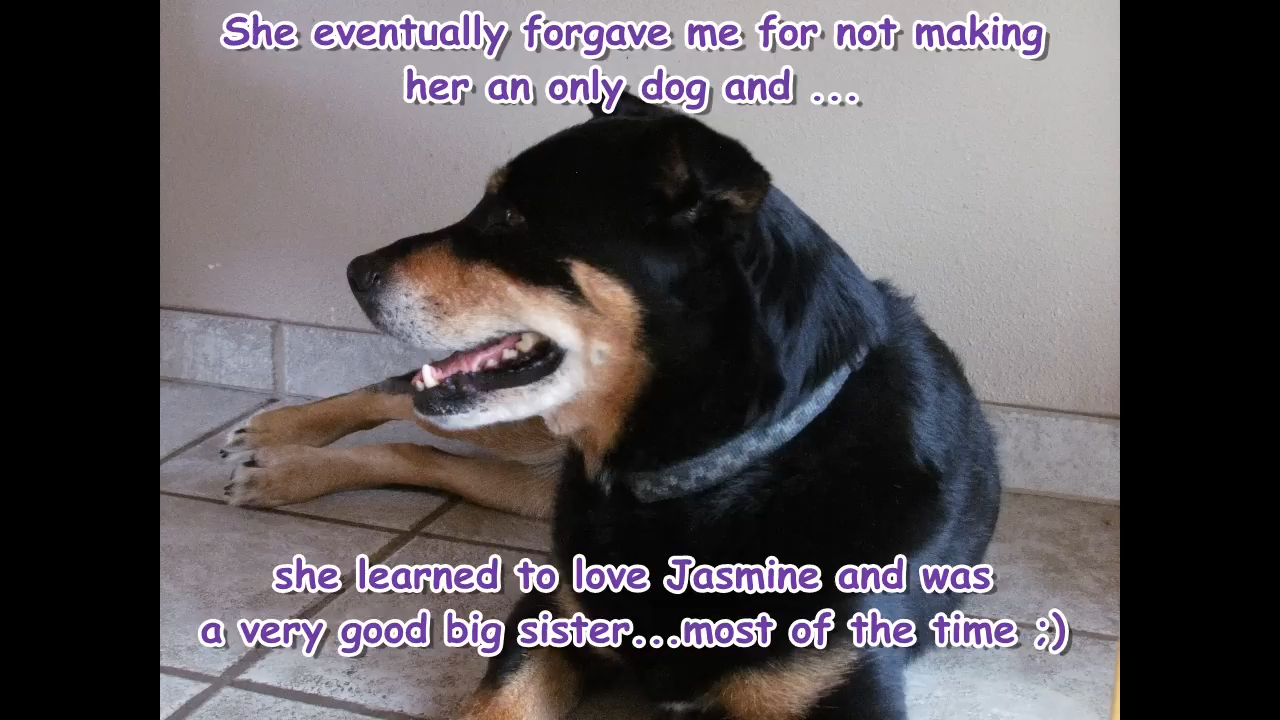 She eventually forgave me for not making
her an only dog and ...
she learned to love Jasmine and was
a very good big sister...most of the time ;)